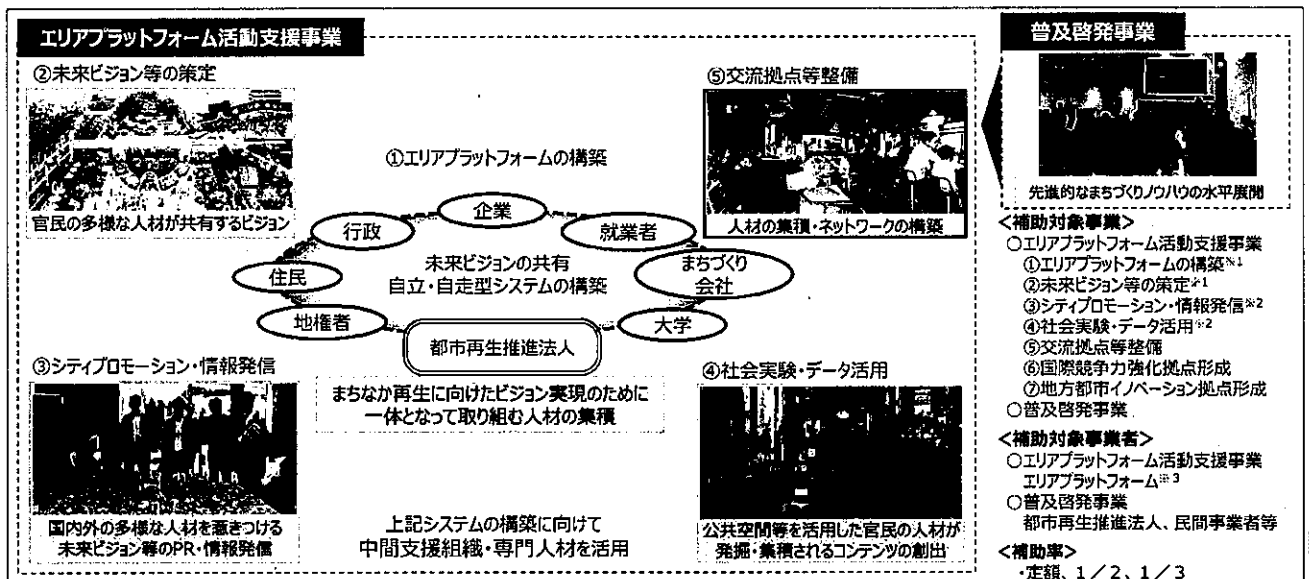 エリアプラットフォーム活動支援事業
②未来ビジョン等の策定
官民の多様な人材が共有するビジョン
⑤交流拠点等整備
人材の集積・ネットワークの構築
①エリアプラットフォームの構築
企業
行政
就業者
住民
まちづくり
会社
地権者
大学
未来ビジョンの共有
自立・自走型システムの構築
都市再生推進法人
まちなか再生に向けたビジョン実現のために
一体となって取り組む人材の集積
③シティプロモーション・情報発信
国内外の多様な人材を惹きつける
未来ビジョン等のPR・情報発信
上記システムの構築に向けて
中間支援組織・専門人材を活用
④社会実験・データ活用
公共空間等を活用した官民の人材が
発掘・集積されるコンテンツの創出
普及啓発事業
先進的なまちづくりノウハウの水平展開
<補助対象事業>
○エリアプラットフォーム活動支援事業
①エリアプラットフォームの構築※1
②未来ビジョン等の策定※1
③シティプロモーション・情報発信※2
④社会実験・データ活用※2
⑤交流拠点等整備
⑥国際競争力強化拠点形成
⑦地方都市イノベーション拠点形成
○普及啓発事業
<補助対象事業者>
○エリアプラットフォーム活動支援事業
エリアプラットフォーム※3
○普及啓発事業
都市再生推進法人、民間事業者等
<補助率>
・定額、1/2、1/3